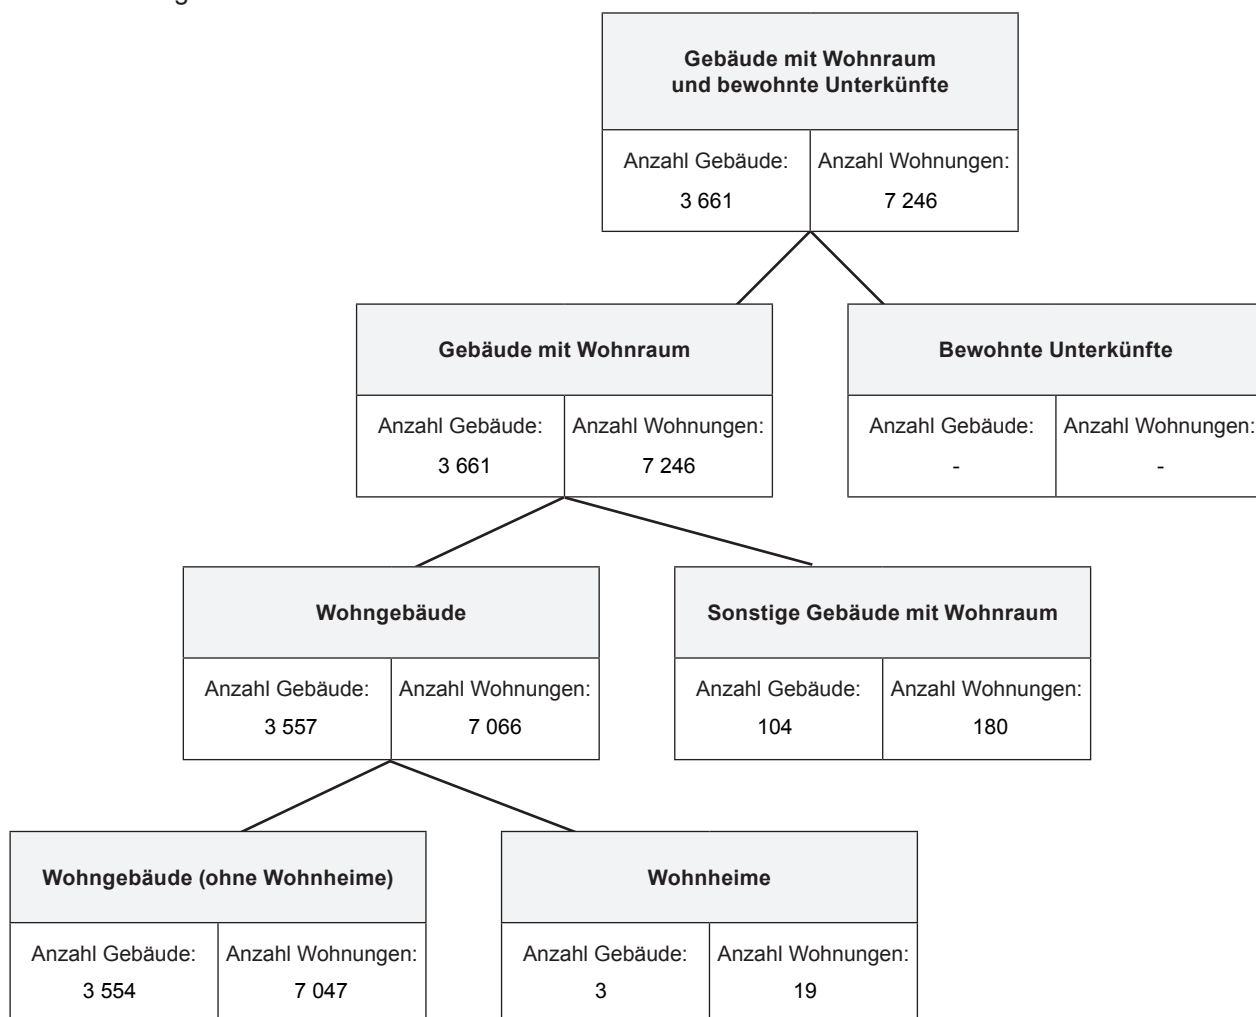 Gebäude mit Wohnraum
und bewohnte Unterkünfte
Anzahl Gebäude: Anzahl Wohnungen:
3 661 7 246
Gebäude mit Wohnraum
Anzahl Gebäude: Anzahl Wohnungen:
3 661 7 246
Bewohnte Unterkünfte
Anzahl Gebäude: Anzahl Wohnungen:
- -
Wohngebäude
Anzahl Gebäude: Anzahl Wohnungen:
3 557 7 066
Sonstige Gebäude mit Wohnraum
Anzahl Gebäude: Anzahl Wohnungen:
104 180
Wohngebäude (ohne Wohnheime)
Anzahl Gebäude: Anzahl Wohnungen:
3 554 7 047
Wohnheime
Anzahl Gebäude: Anzahl Wohnungen:
3 19